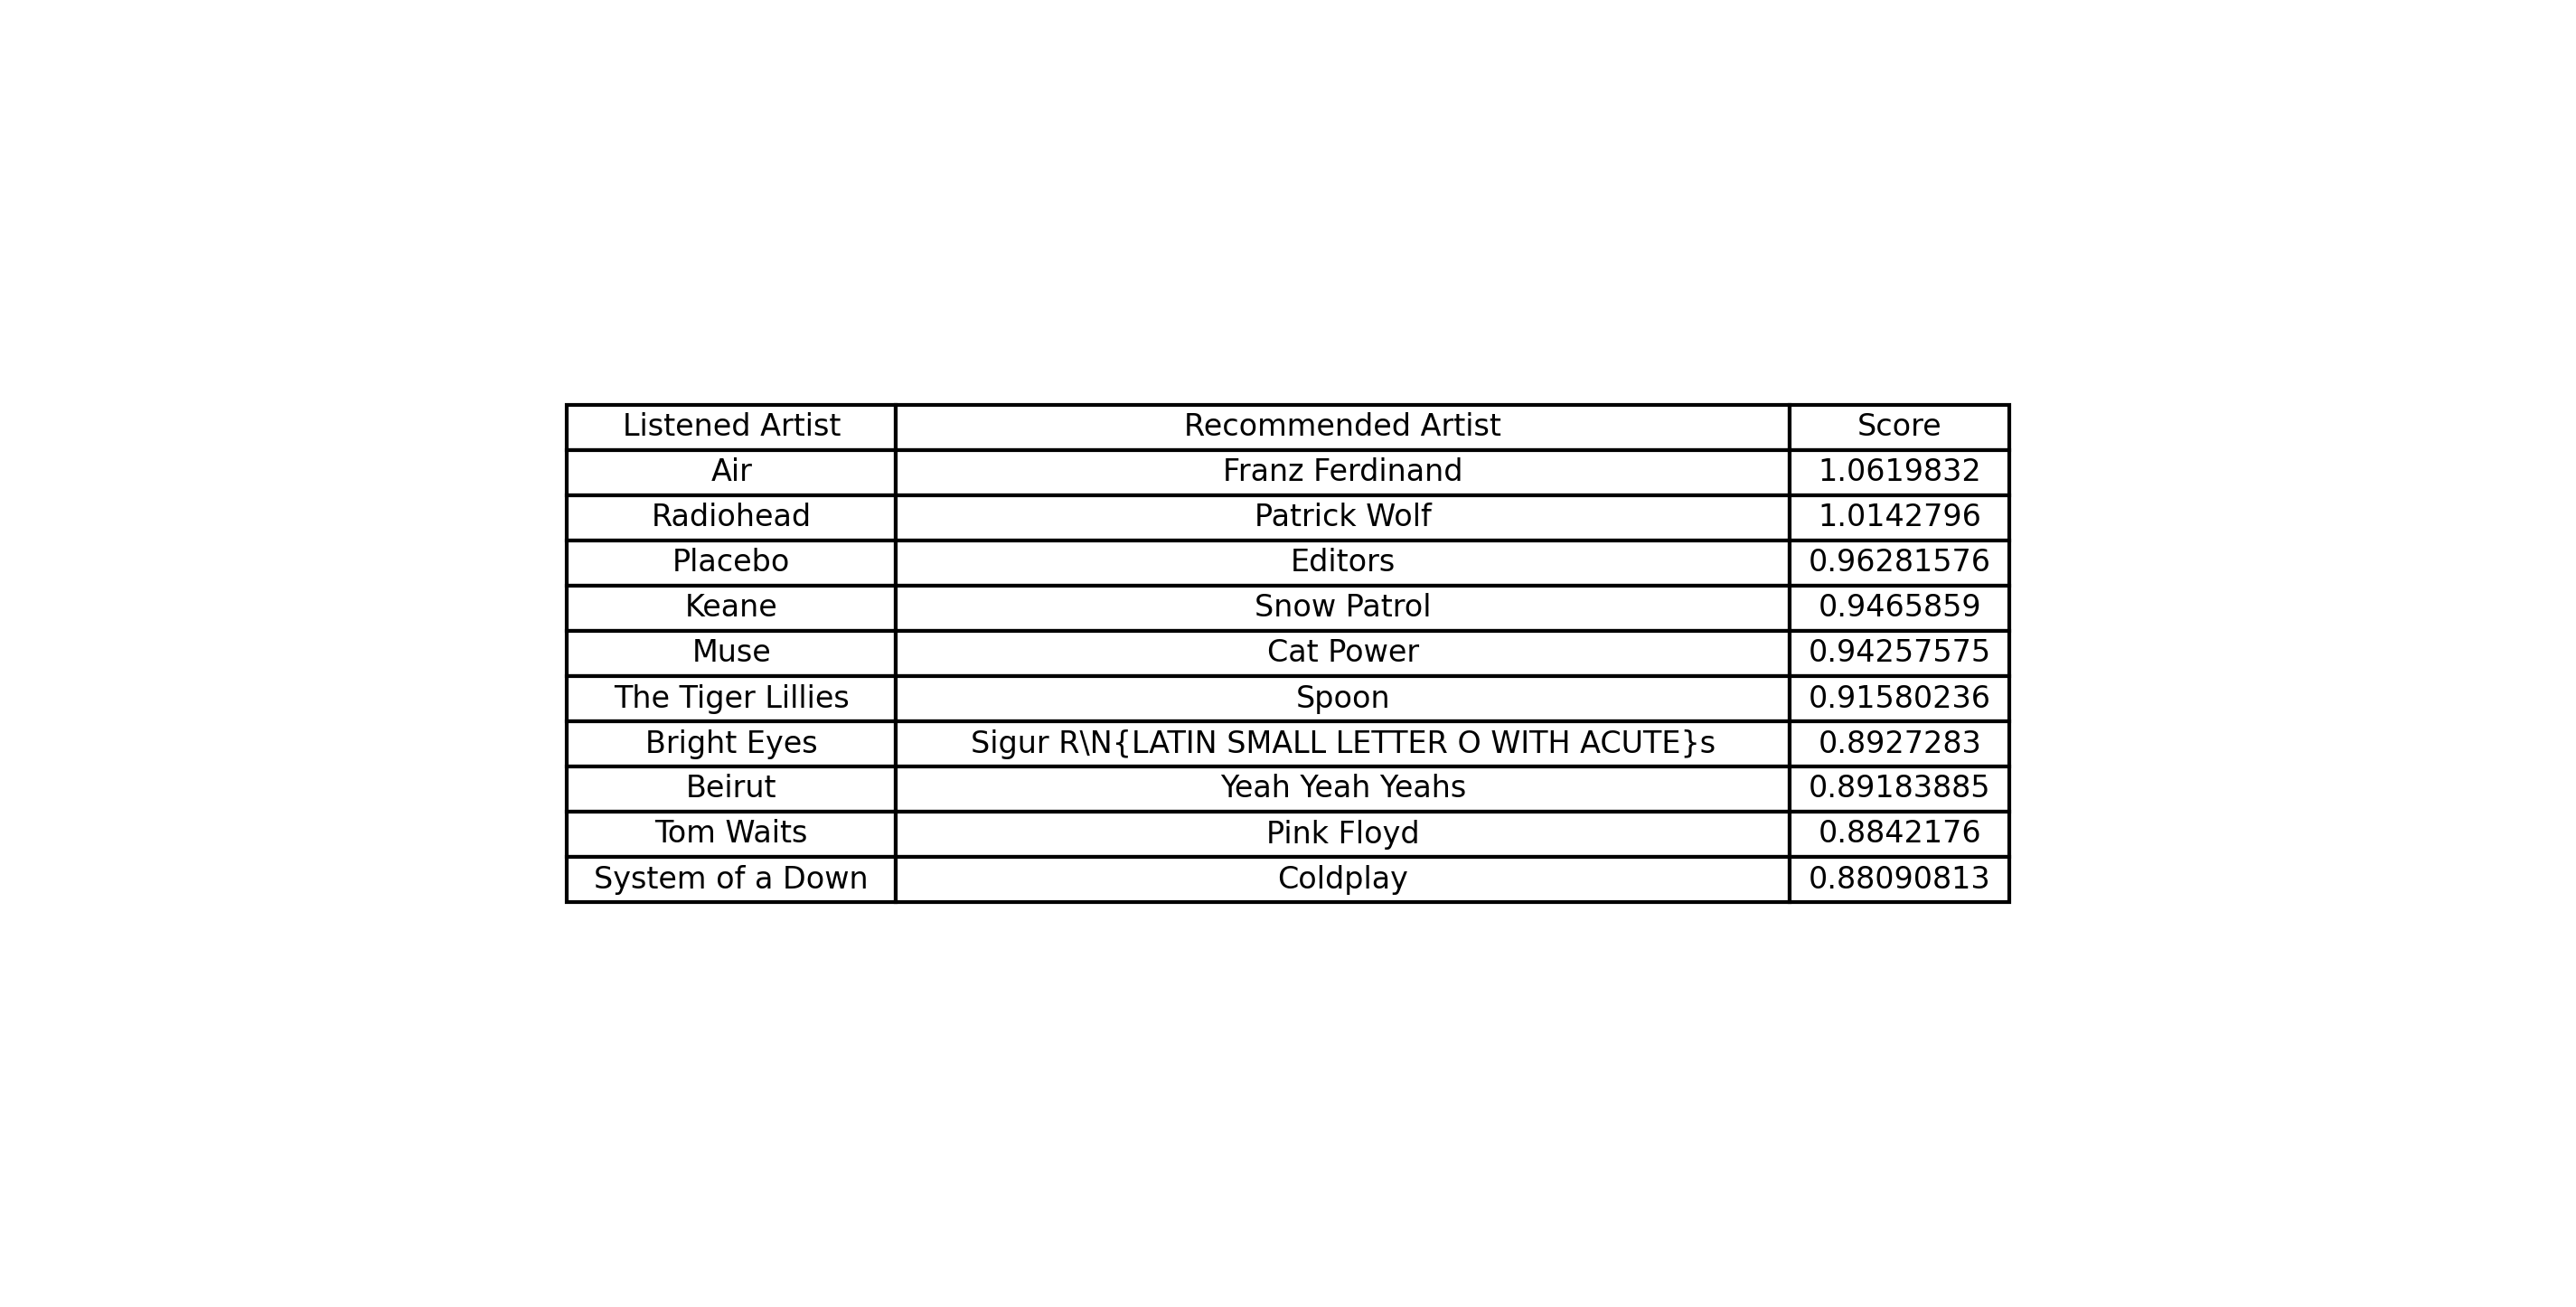 Listened Artist Recommended Artist Score
Air Franz Ferdinand 1.0619832
Radiohead Patrick Wolf 1.0142796
Placebo Editors 0.96281576
Keane Snow Patrol 0.9465859
Muse Cat Power 0.94257575
The Tiger Lillies Spoon 0.91580236
Bright Eyes Sigur R\N{LATIN SMALL LETTER O WITH ACUTE}s 0.8927283
Beirut Yeah Yeah Yeahs 0.89183885
Tom Waits Pink Floyd 0.8842176
System of a Down Coldplay 0.88090813